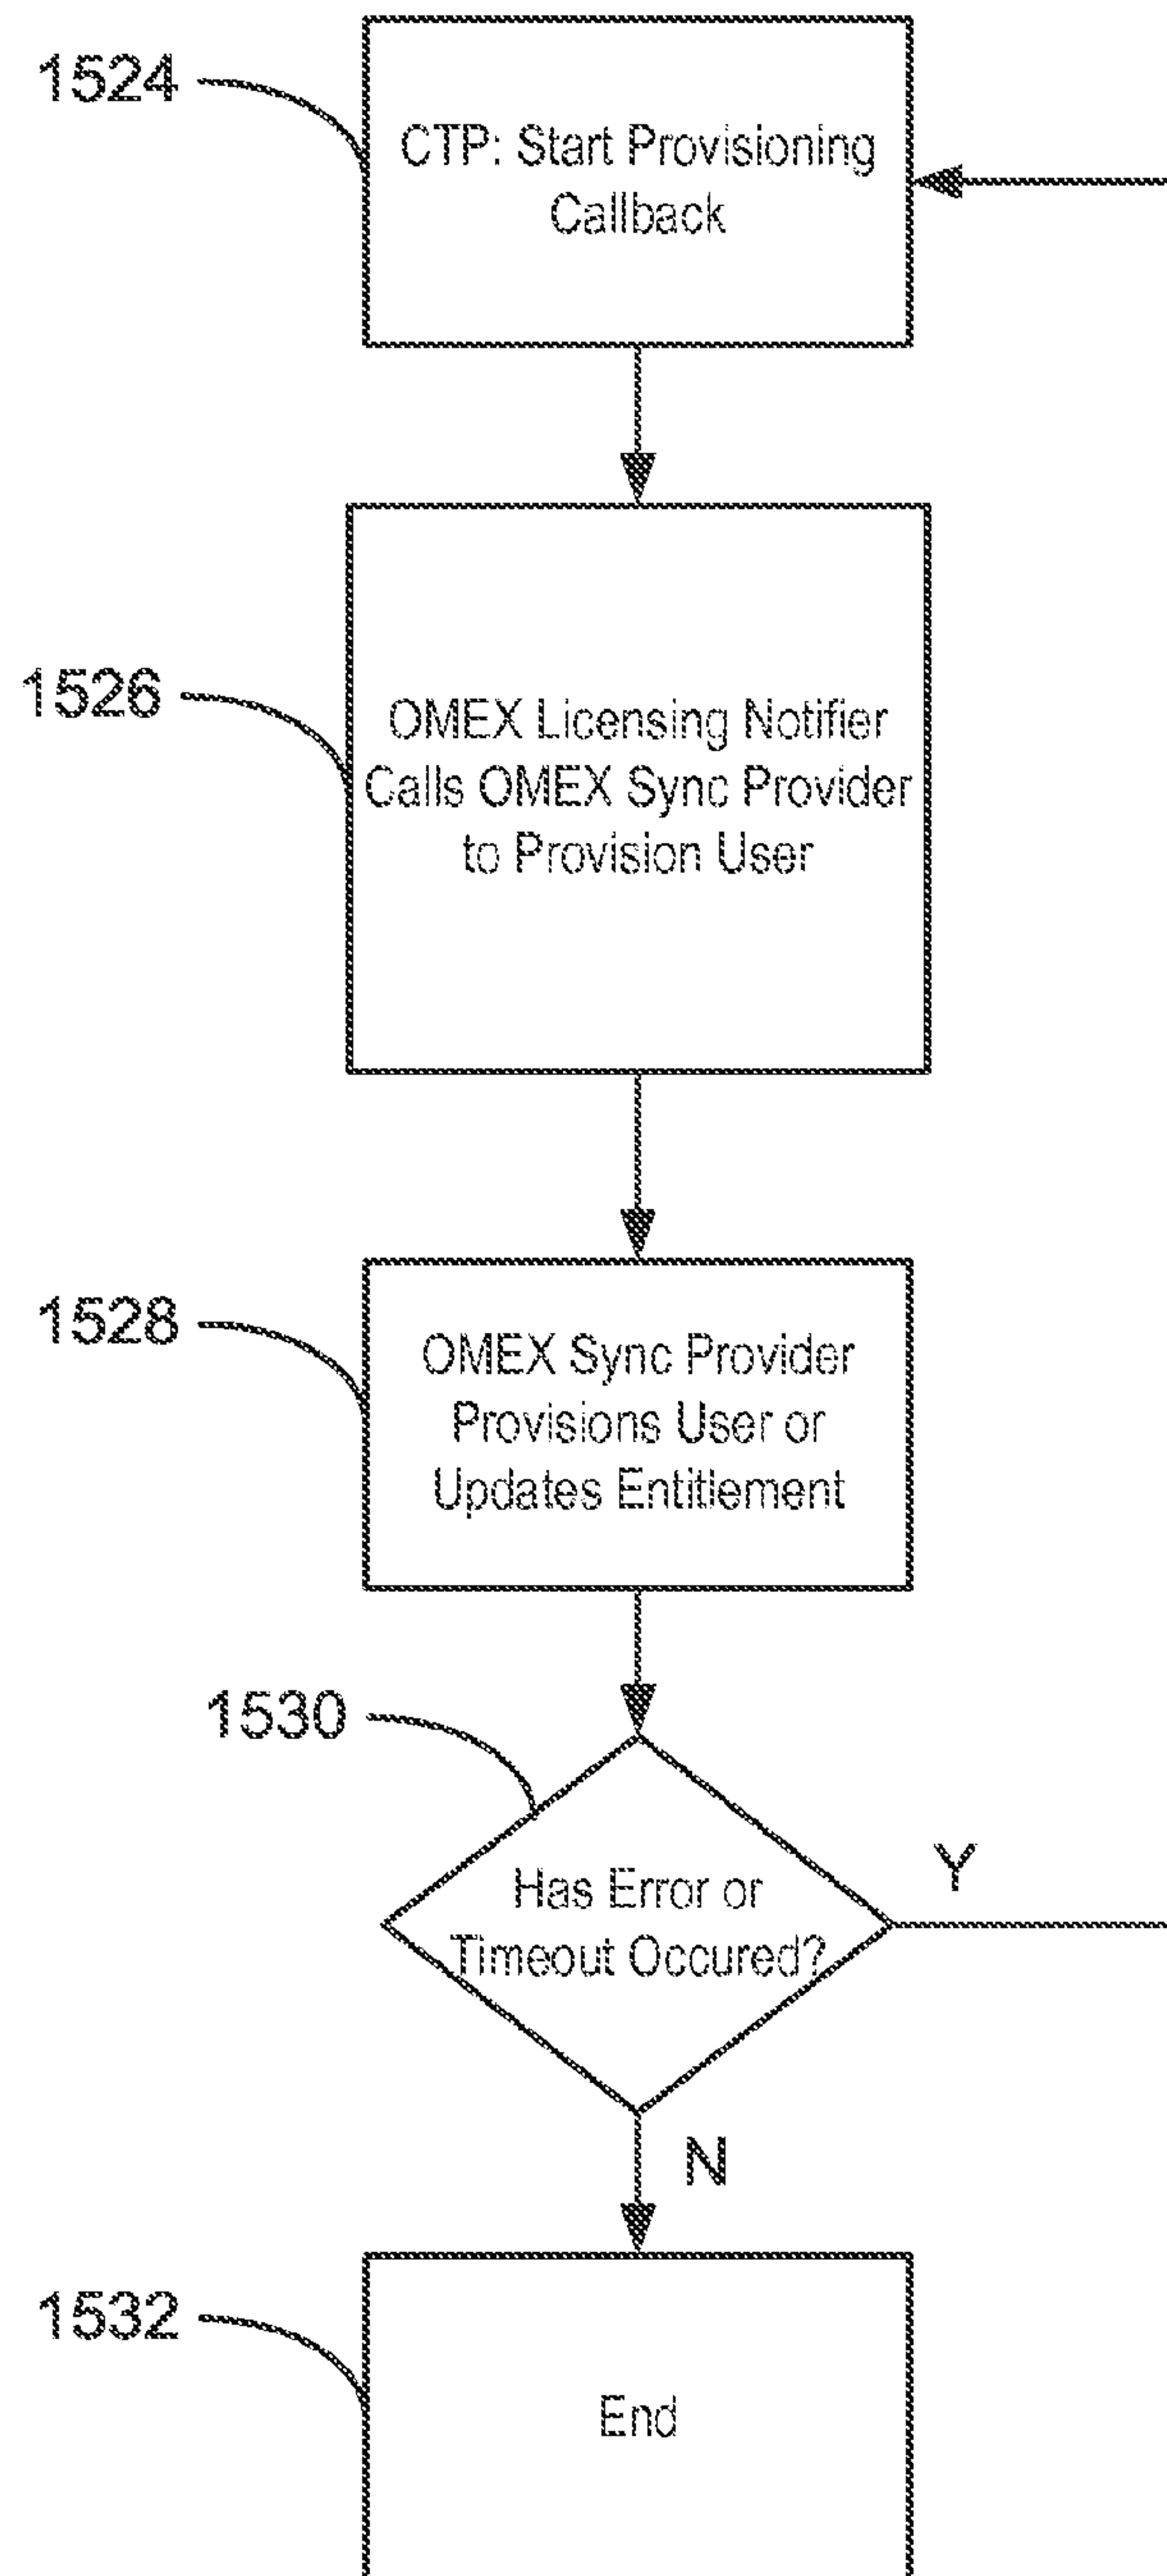 1524
CTP: Start Provisioning
Callback
1526
OMEX Licensing Notifier
Calls OMEX Sync Provider
to Provision User
1528
OMEX Sync Provider
Provisions User or
Updates Entitlement
1530
Has Error or
Timeout Occured?
Y
N
1532
End